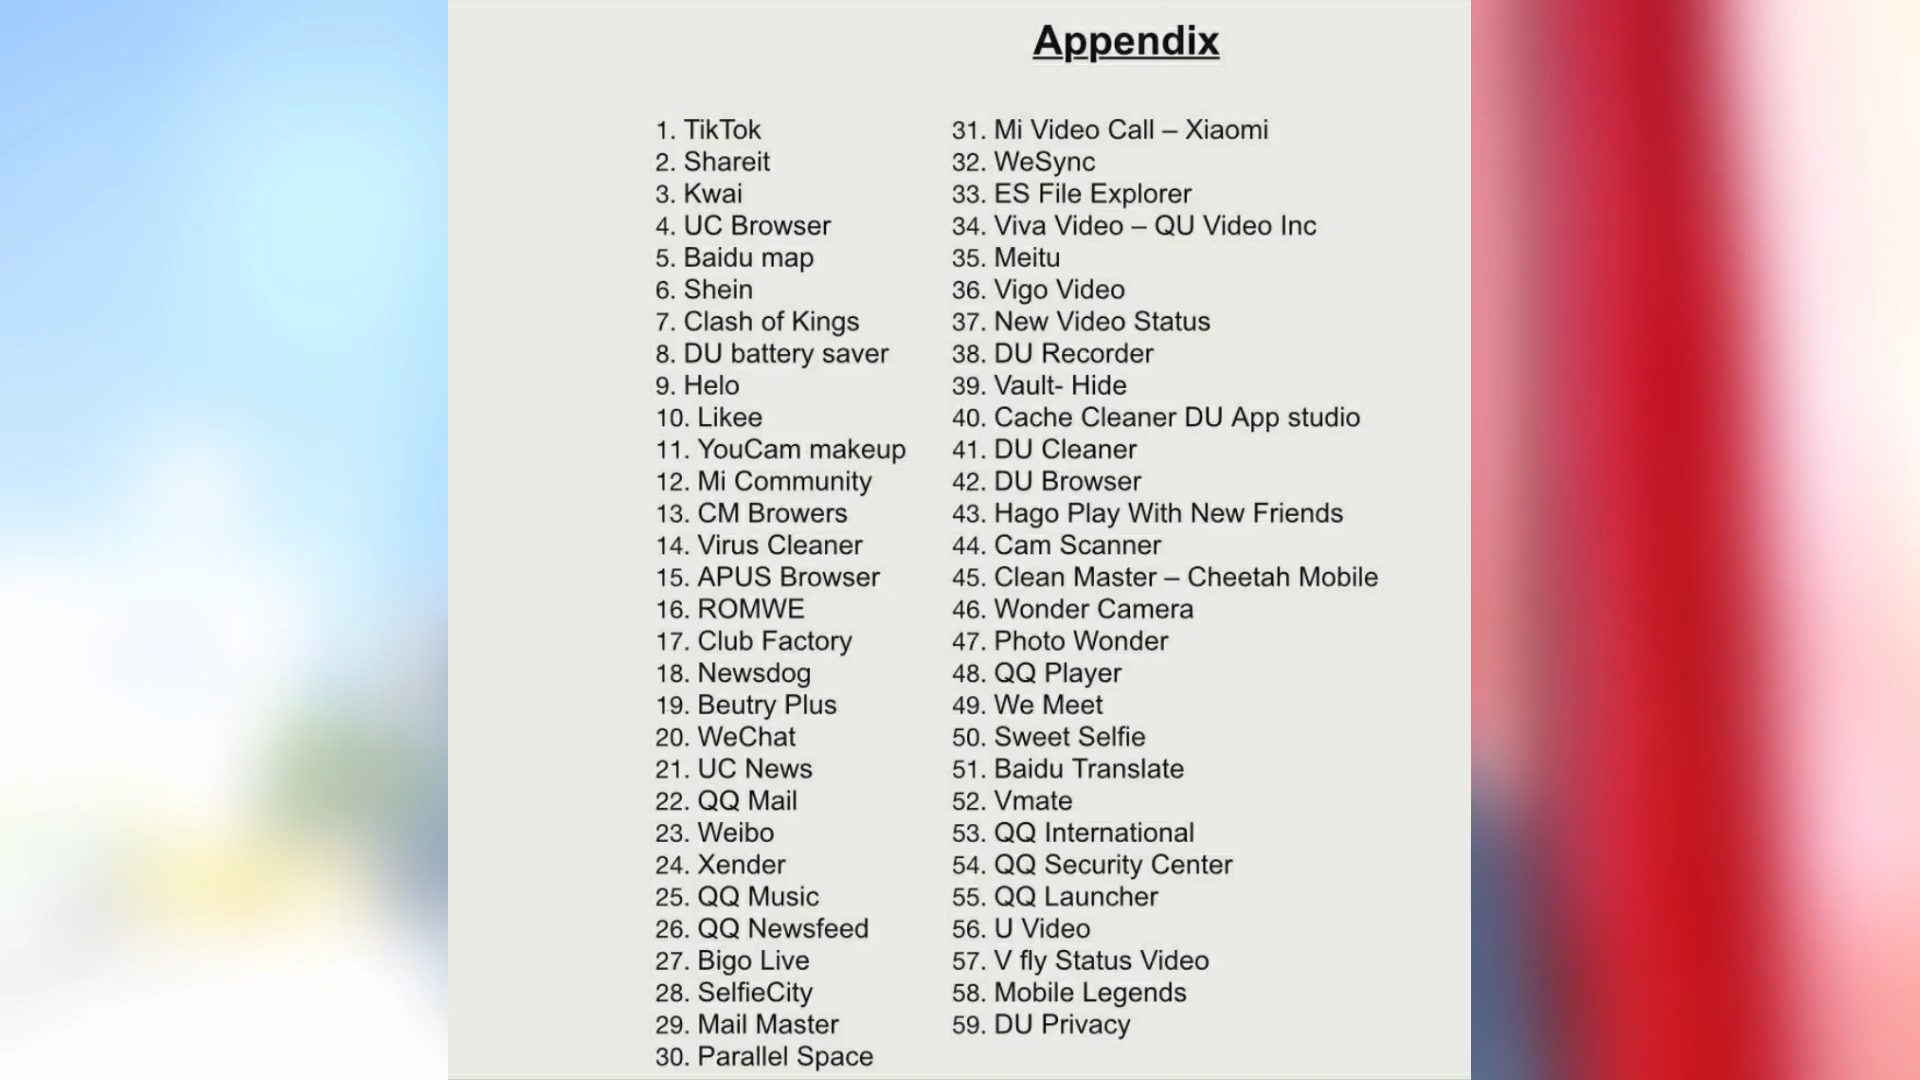 Appendix
1. TikTok
2. Shareit
3. Kwai
4. UC Browser
5. Baidu map
6. Shein
7. Clash of Kings
8. DU battery saver
9. Helo
10. Likee
11. YouCam makeup
12. Mi Community
13. CM Browers
14. Virus Cleaner
15. APUS Browser
16. ROMWE
17. Club Factory
18. Newsdog
19. Beutry Plus
20. WeChat
21. UC News
22. QQ Mail
23. Weibo
24. Xender
25. QQ Music
26. QQ Newsfeed
27. Bigo Live
28. SelfieCity
29. Mail Master
30. Parallel Space
31. Mi Video Call – Xiaomi
32. WeSync
33. ES File Explorer
34. Viva Video – QU Video Inc
35. Meitu
36. Vigo Video
37. New Video Status
38. DU Recorder
39. Vault- Hide
40. Cache Cleaner DU App studio
41. DU Cleaner
42. DU Browser
43. Hago Play With New Friends
44. Cam Scanner
45. Clean Master – Cheetah Mobile
46. Wonder Camera
47. Photo Wonder
48. QQ Player
49. We Meet
50. Sweet Selfie
51. Baidu Translate
52. Vmate
53. QQ International
54. QQ Security Center
55. QQ Launcher
56. U Video
57. V fly Status Video
58. Mobile Legends
59. DU Privacy